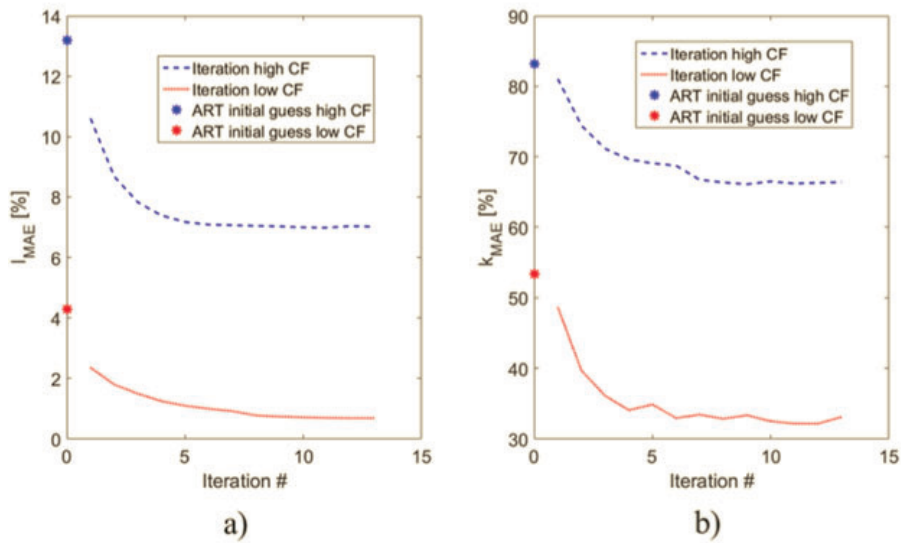 14
12
10
8
6
4
2
0
I_MAE [%]
Iteration high CF
Iteration low CF
ART initial guess high CF
ART initial guess low CF
0 5 10 15
Iteration #
a)
90
80
70
60
50
40
30
k_MAE [%]
Iteration high CF
Iteration low CF
ART initial guess high CF
ART initial guess low CF
0 5 10 15
Iteration #
b)